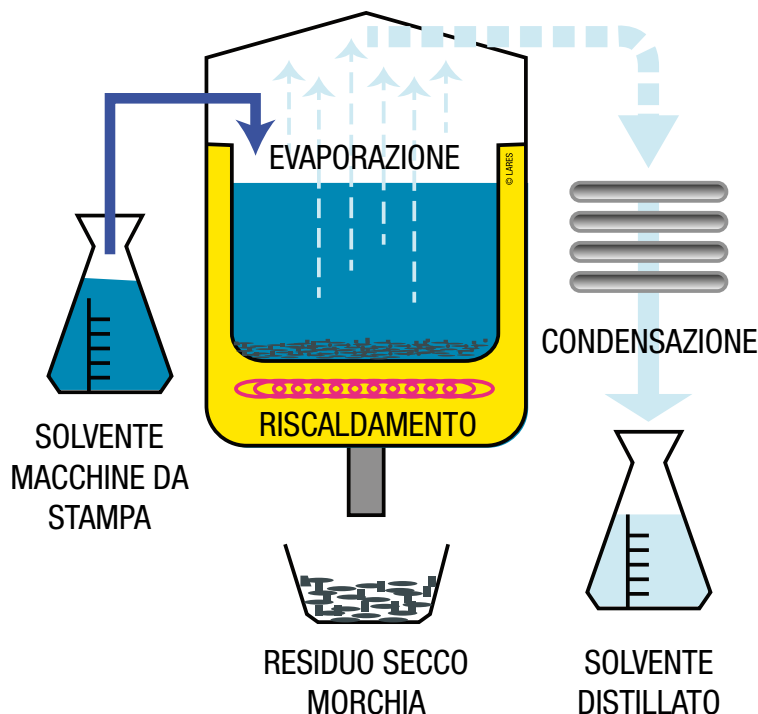 EVAPORAZIONE
© LARES
CONDENSAZIONE
RISCALDAMENTO
SOLVENTE
MACCHINE DA
STAMPA
RESIDUO SECCO
MORCHIA
SOLVENTE
DISTILLATO